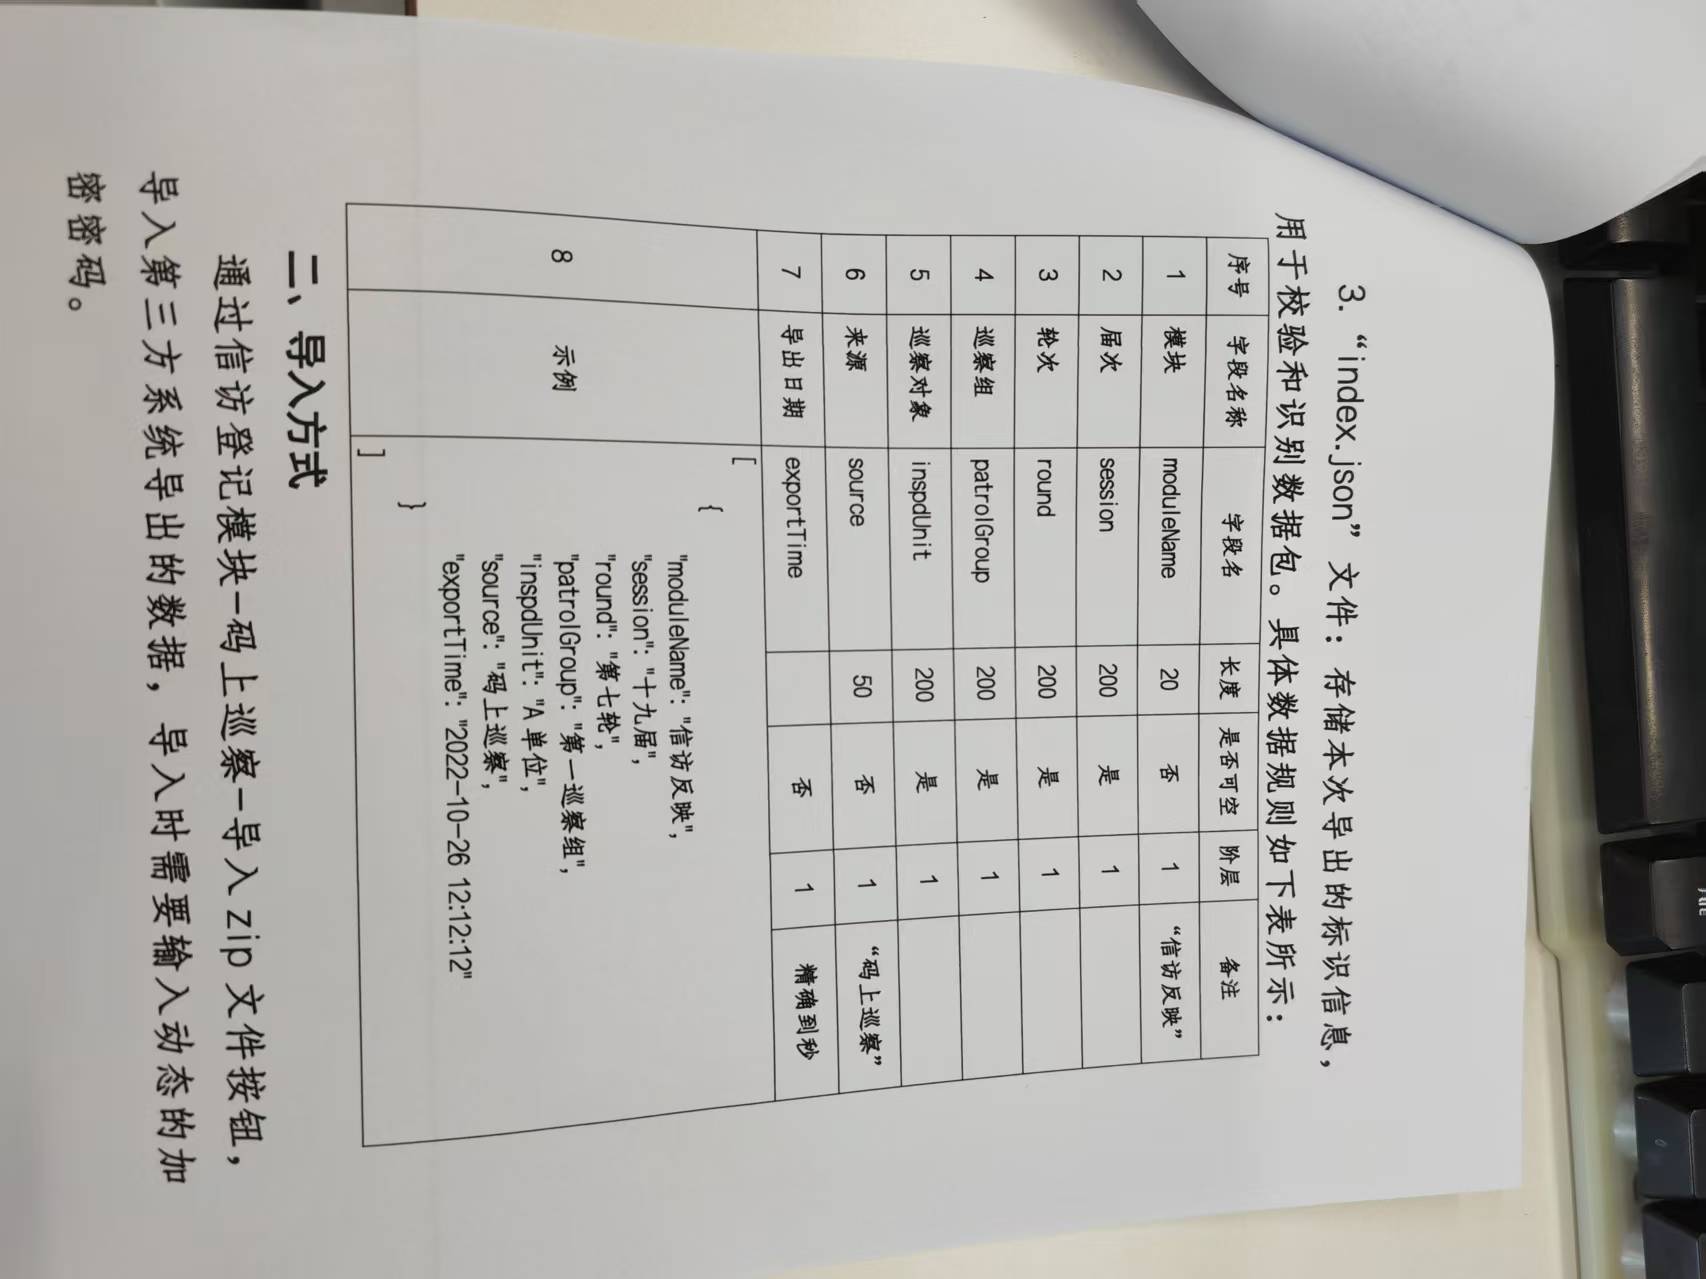 3. “index.json”文件：存储本次导出的标识信息，
用于校验和识别数据包。具体数据规则如下表所示：
序号 字段名称 字段名 长度 是否可空 阶层 备注
1 模块 moduleName 20 否 1 “信访反映”
2 届次 session 200 是 1
3 轮次 round 200 是 1
4 巡察组 patrolGroup 200 是 1
5 巡察对象 inspdUnit 200 是 1
6 来源 source 50 否 1 “码上巡察”
7 导出日期 exportTime 否 1 精确到秒
8 示例 [
{
"moduleName": "信访反映",
"session": "十九届",
"round": "第七轮",
"patrolGroup": "第一巡察组",
"inspdUnit": "A单位",
"source": "码上巡察",
"exportTime": "2022-10-26 12:12:12"
}
]
二、导入方式
通过信访登记模块-码上巡察-导入 zip 文件按钮，
导入第三方系统导出的数据，导入时需要输入动态的加
密密码。